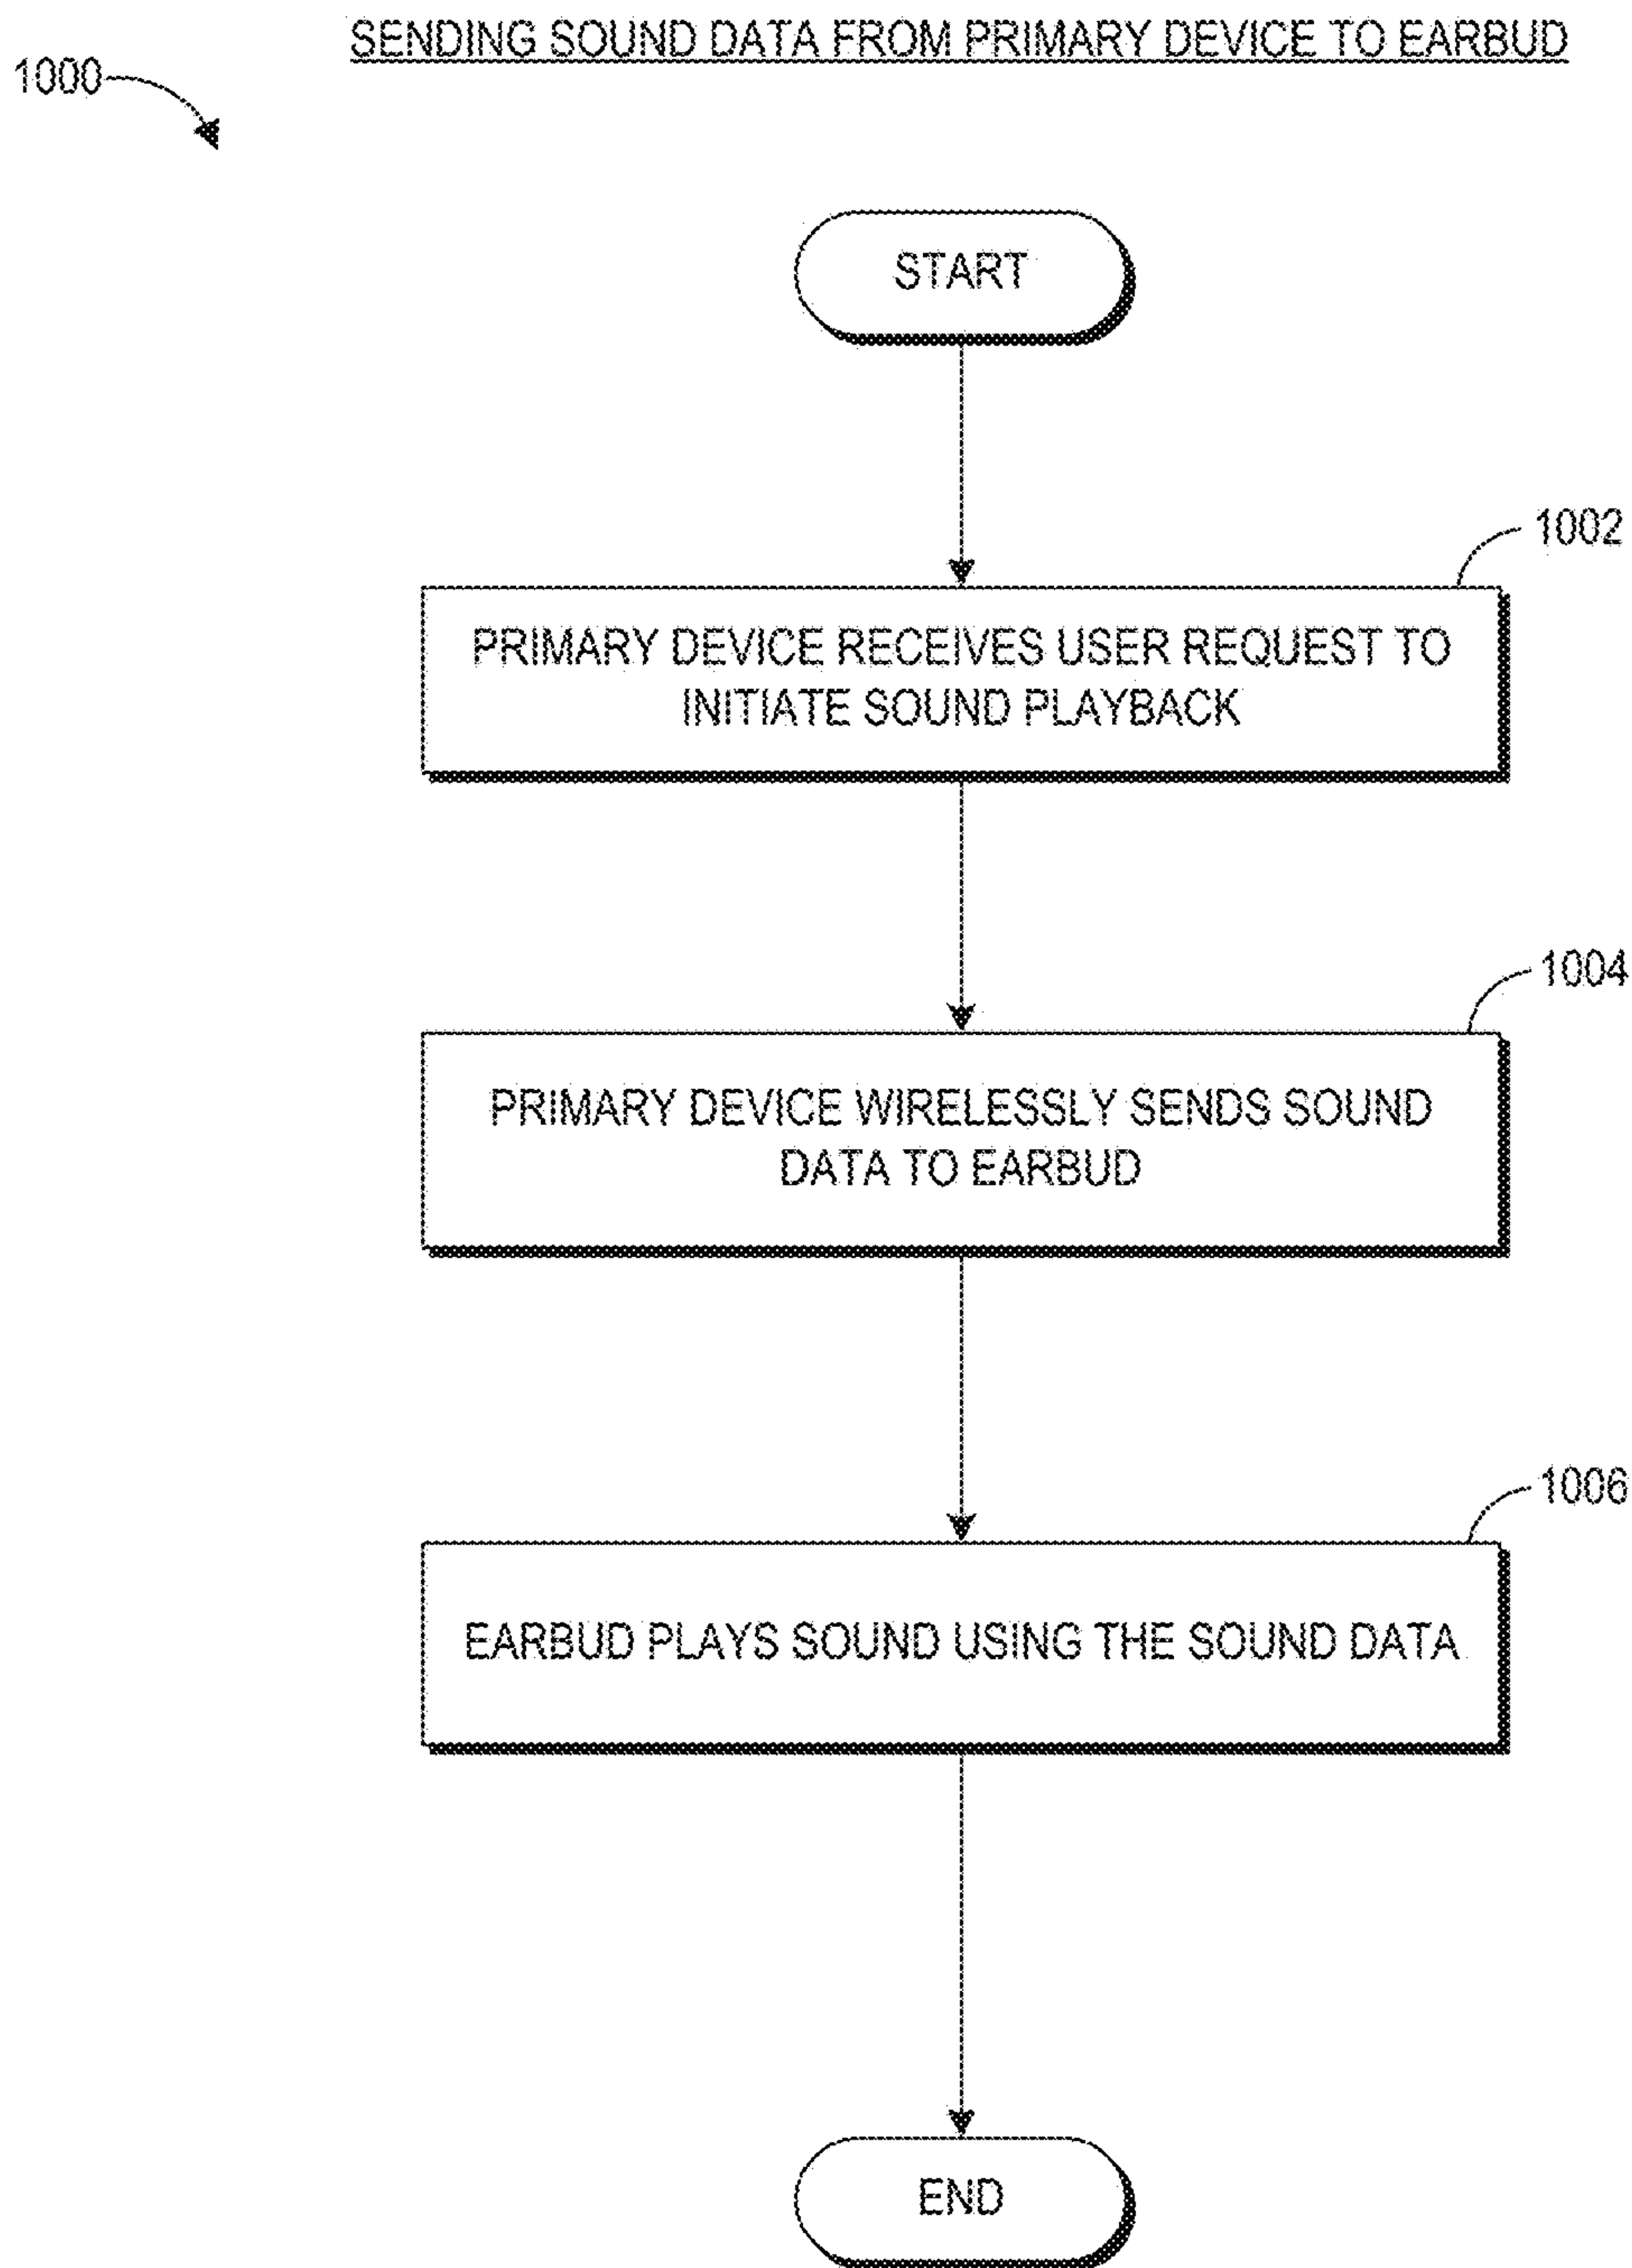 SENDING SOUND DATA FROM PRIMARY DEVICE TO EARBUD
1000
START
1002
PRIMARY DEVICE RECEIVES USER REQUEST TO
INITIATE SOUND PLAYBACK
1004
PRIMARY DEVICE WIRELESSLY SENDS SOUND
DATA TO EARBUD
1006
EARBUD PLAYS SOUND USING THE SOUND DATA
END